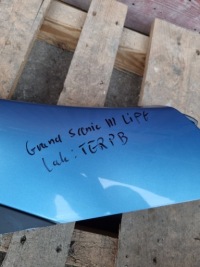 Grand Scenic III Lift
Lak: TERPB